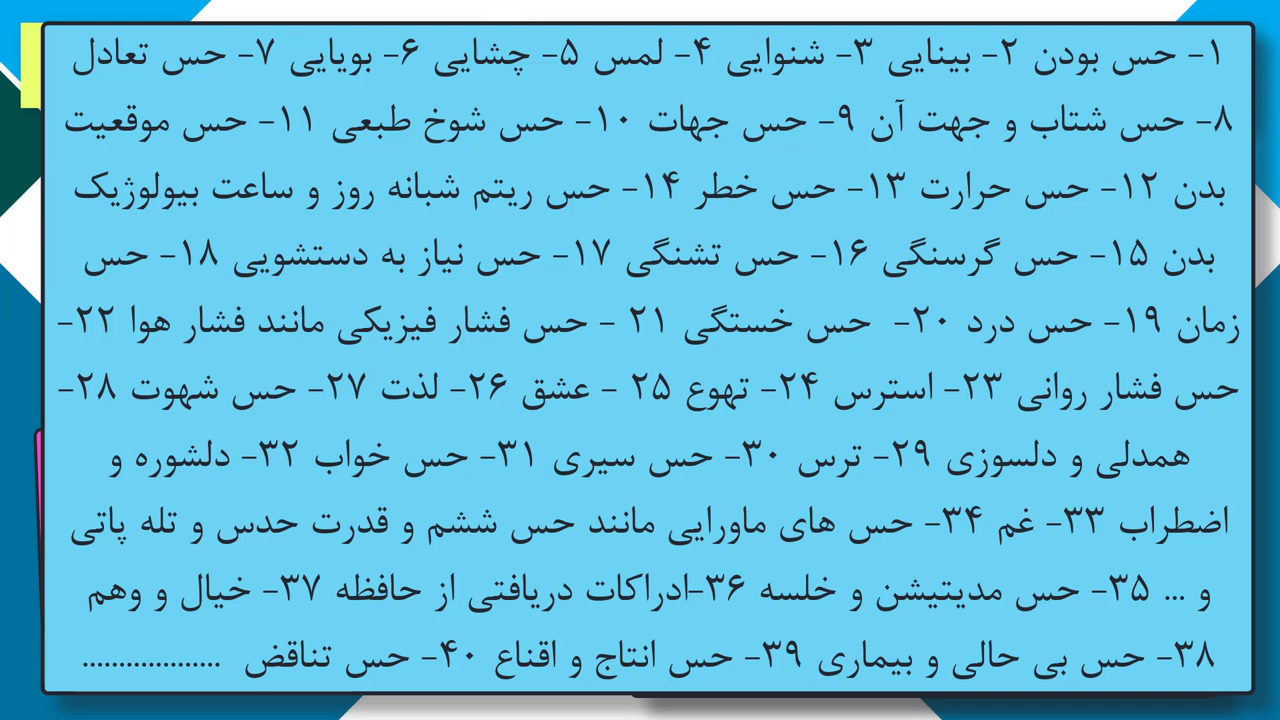 ۱- حس بودن ۲- بینایی ۳- شنوایی ۴- لمس ۵- چشایی ۶- بویایی ۷- حس تعادل
۸- حس شتاب و جهت آن ۹- حس جهات ۱۰- حس شوخ طبعی ۱۱- حس موقعیت
بدن ۱۲- حس حرارت ۱۳- حس خطر ۱۴- حس ریتم شبانه روز و ساعت بیولوژیک
بدن ۱۵- حس گرسنگی ۱۶- حس تشنگی ۱۷- حس نیاز به دستشویی ۱۸- حس
زمان ۱۹- حس درد ۲۰- حس خستگی ۲۱ - حس فشار فیزیکی مانند فشار هوا ۲۲-
حس فشار روانی ۲۳- استرس ۲۴- تهوع ۲۵ - عشق ۲۶- لذت ۲۷- حس شهوت ۲۸-
همدلی و دلسوزی ۲۹- ترس ۳۰- حس سیری ۳۱- حس خواب ۳۲- دلشوره و
اضطراب ۳۳- غم ۳۴- حس های ماورایی مانند حس ششم و قدرت حدس و تله پاتی
و ... ۳۵- حس مدیتیشن و خلسه ۳۶-ادراکات دریافتی از حافظه ۳۷- خیال و وهم
۳۸- حس بی حالی و بیماری ۳۹- حس انتاج و اقناع ۴۰- حس تناقض ...................